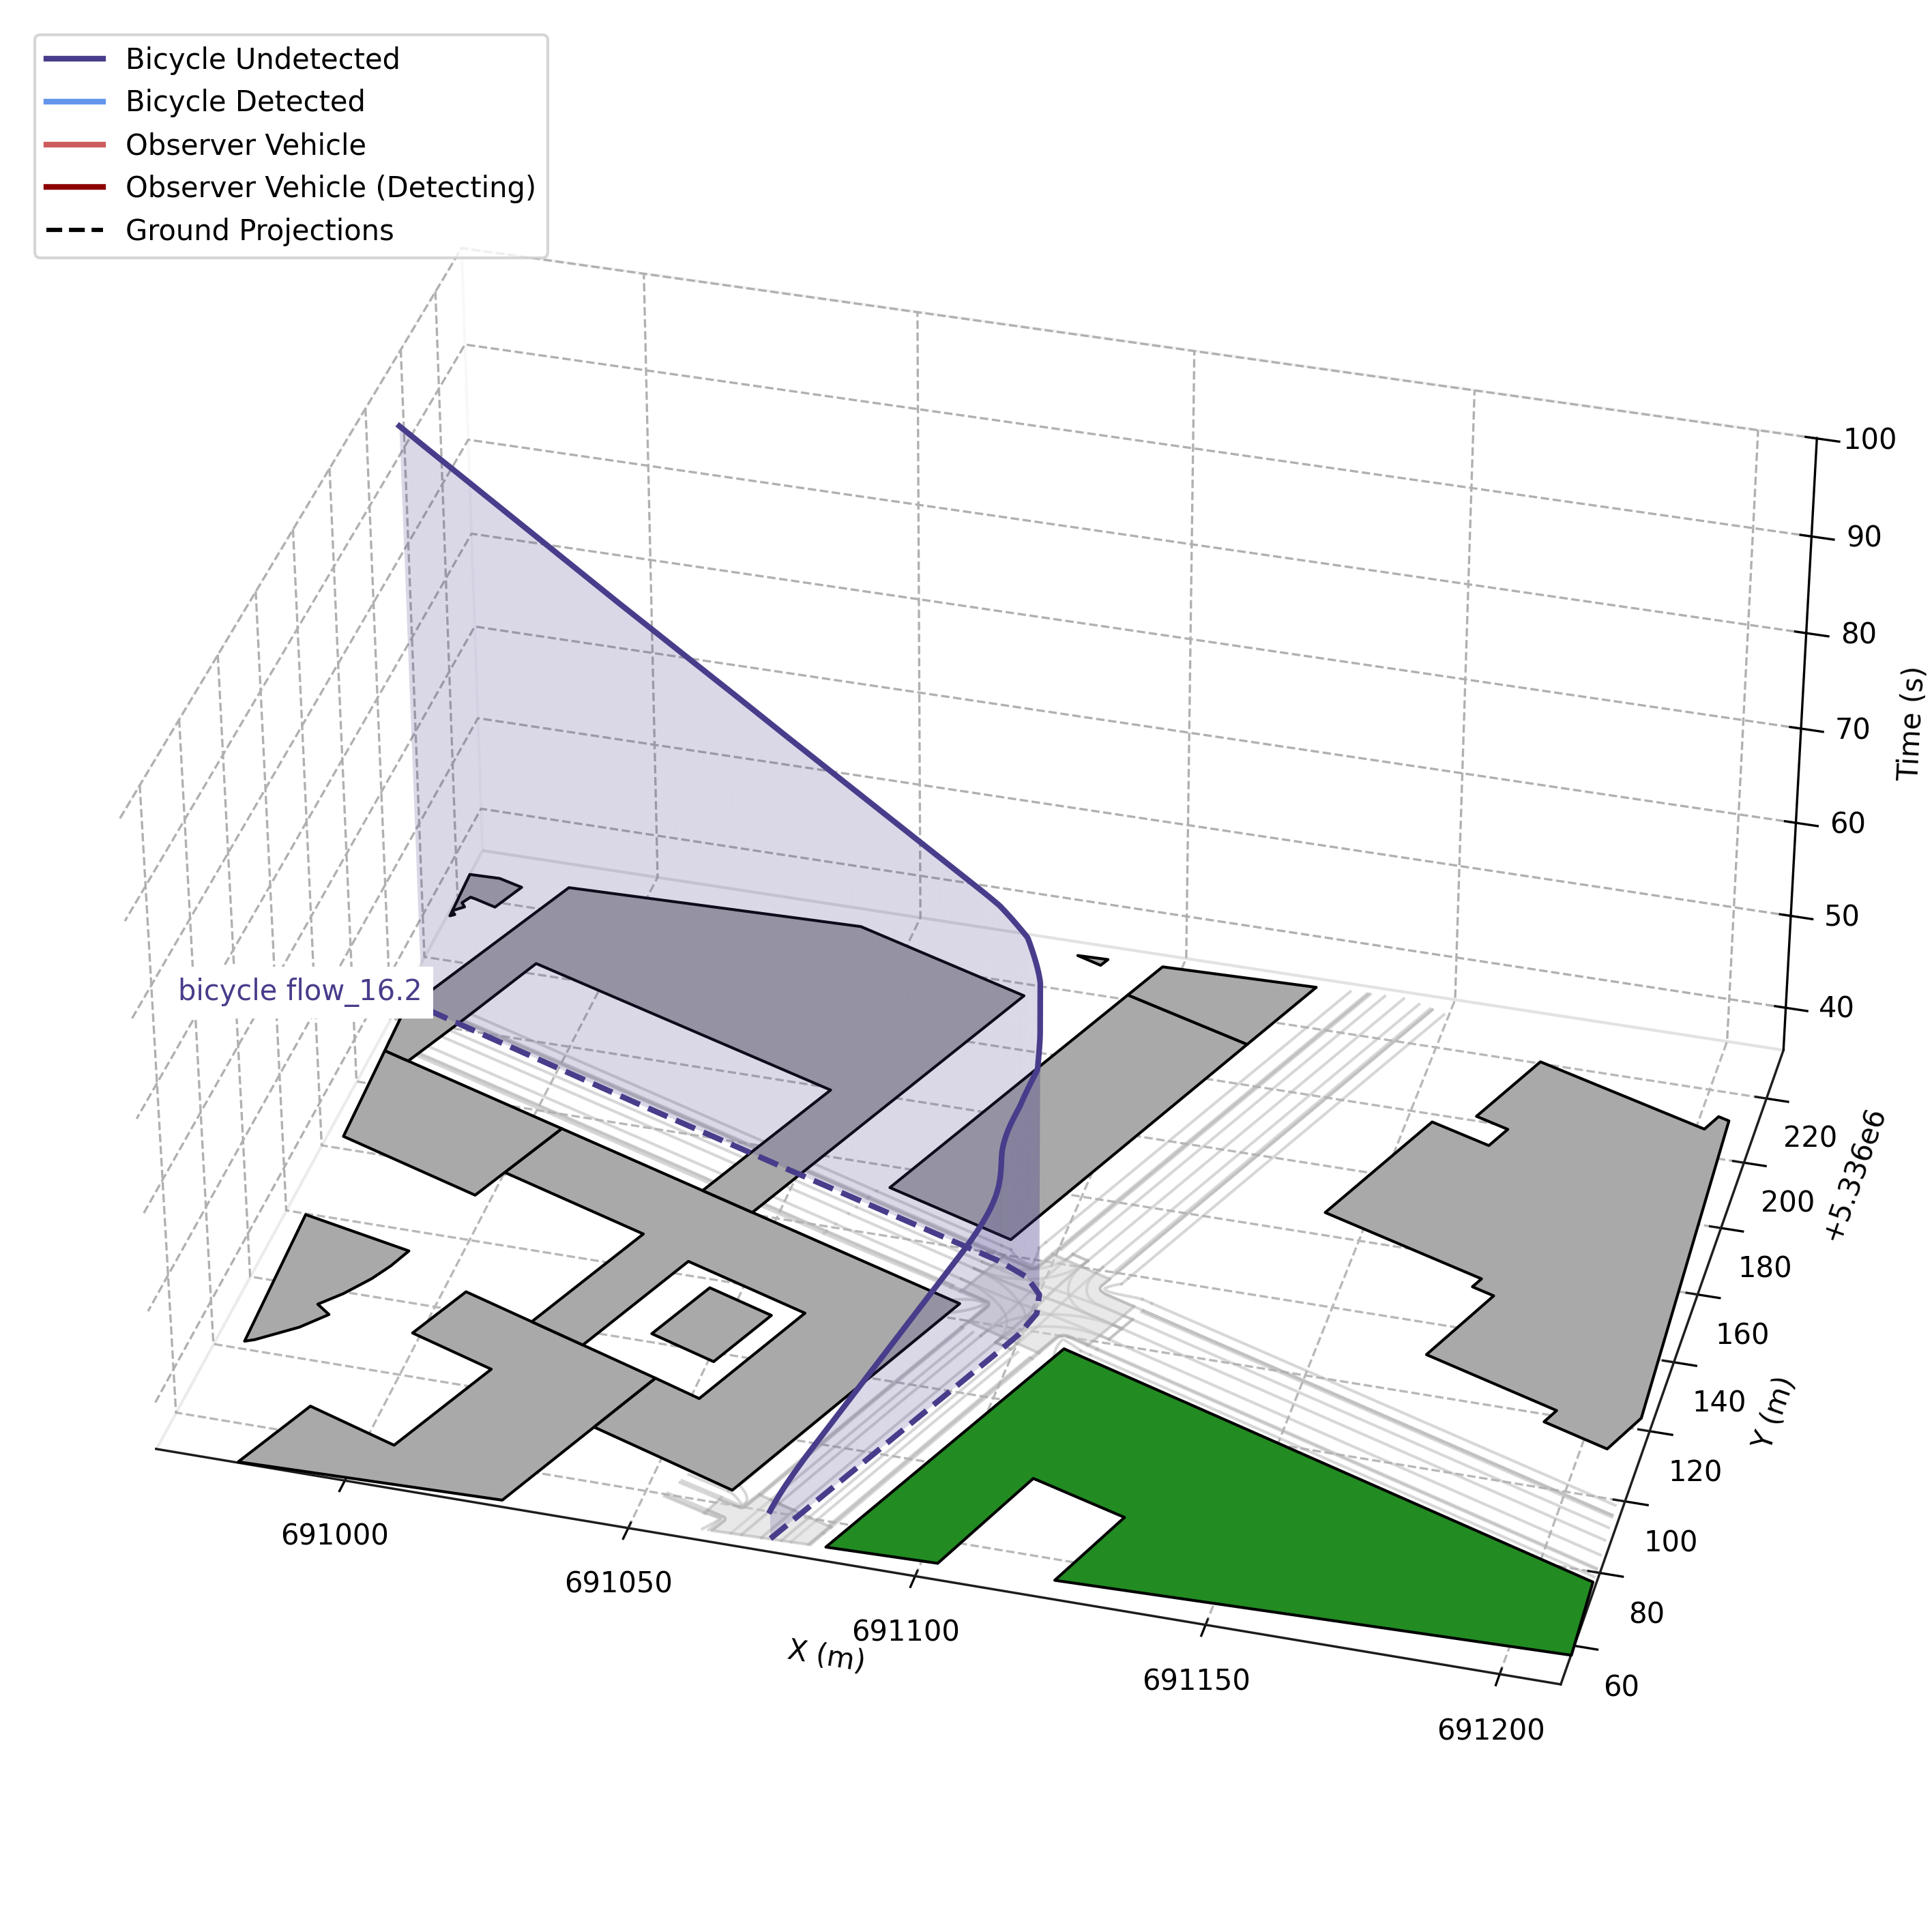 Bicycle Undetected
Bicycle Detected
Observer Vehicle
Observer Vehicle (Detecting)
Ground Projections
100
90
80
70
60
50
40
Time (s)
bicycle flow_16.2
220
200
180
160
140
120
100
80
60
+5.336e6
Y (m)
691000
691050
691100
691150
691200
X (m)